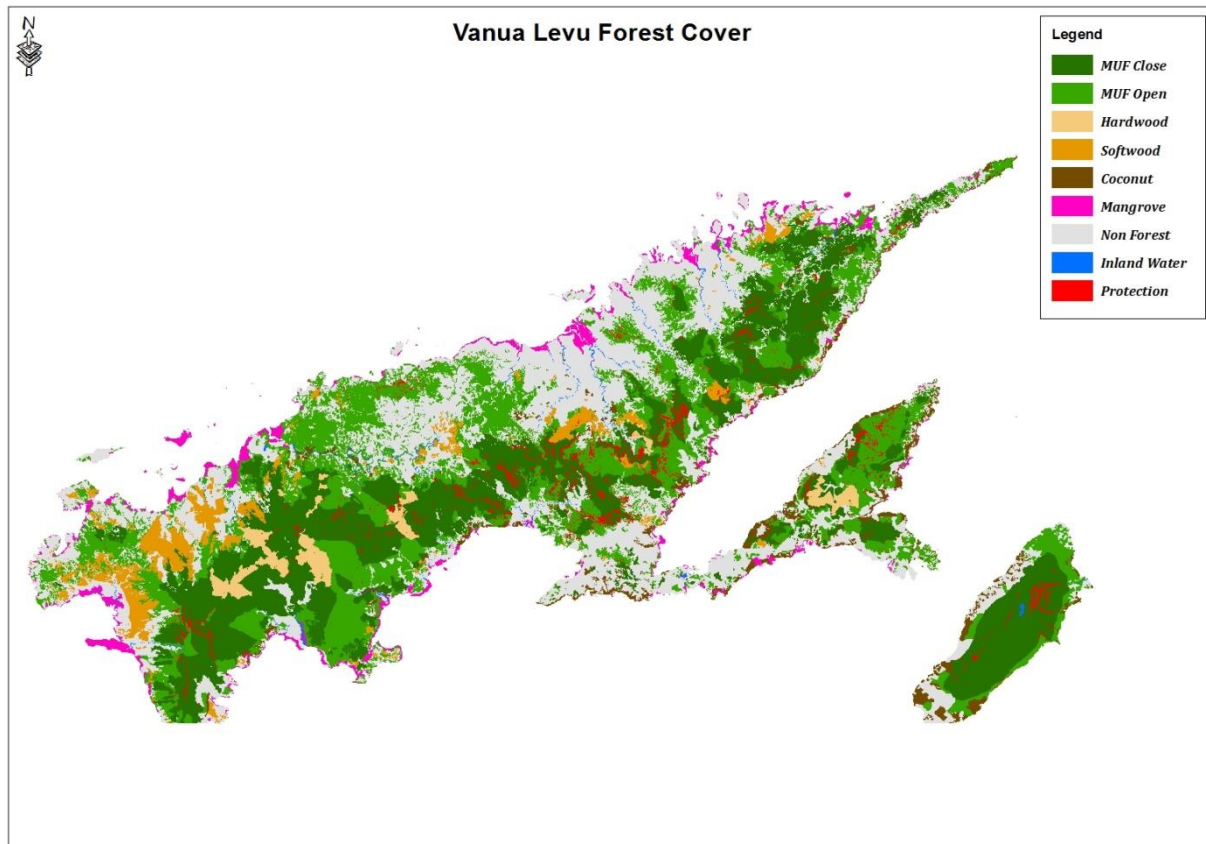 N
Vanua Levu Forest Cover
Legend
MUF Close
MUF Open
Hardwood
Softwood
Coconut
Mangrove
Non Forest
Inland Water
Protection